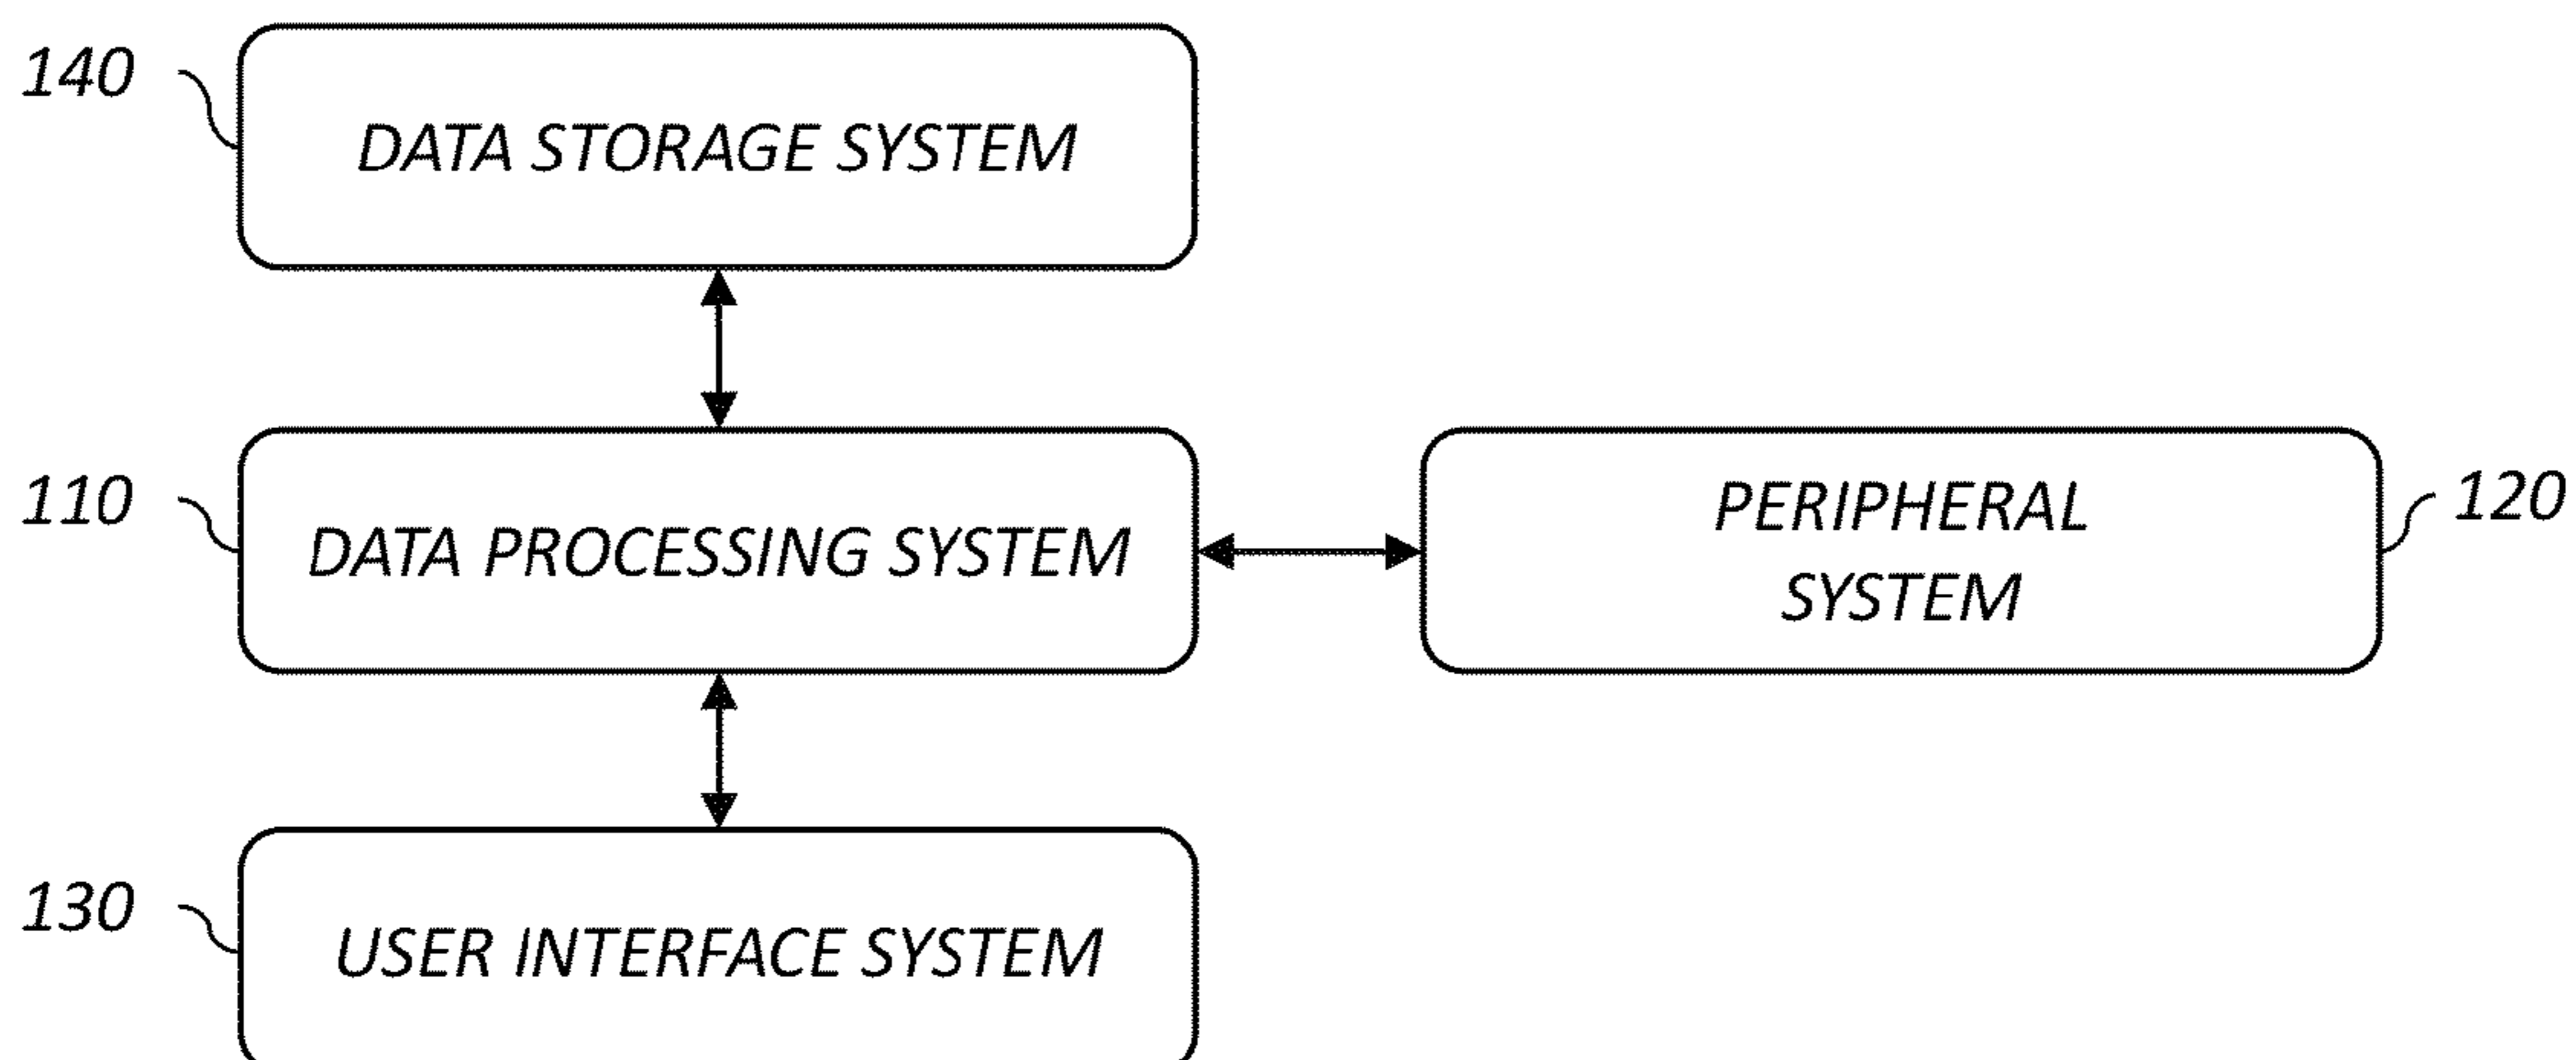 140
DATA STORAGE SYSTEM
110
DATA PROCESSING SYSTEM
PERIPHERAL
SYSTEM
120
130
USER INTERFACE SYSTEM